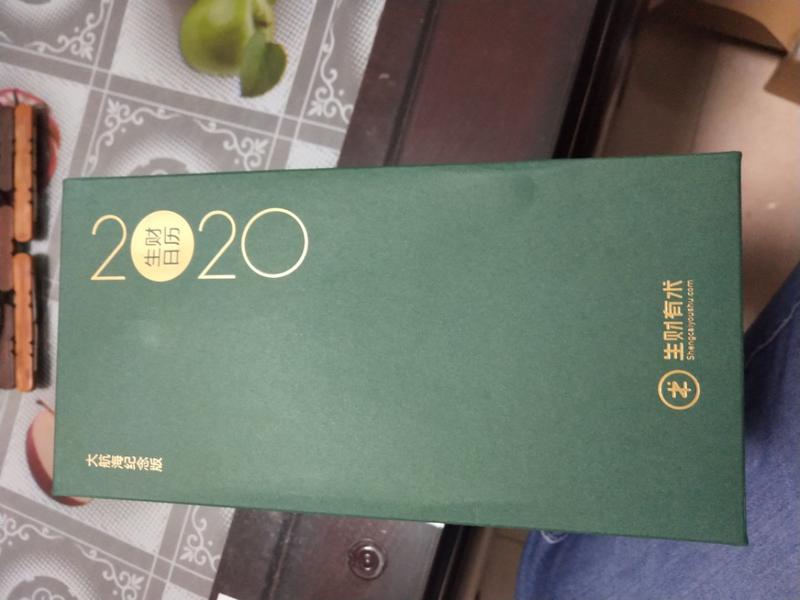 2020
生财
日历
大航海纪念版
生财有术
Shengcaiyoushu.com